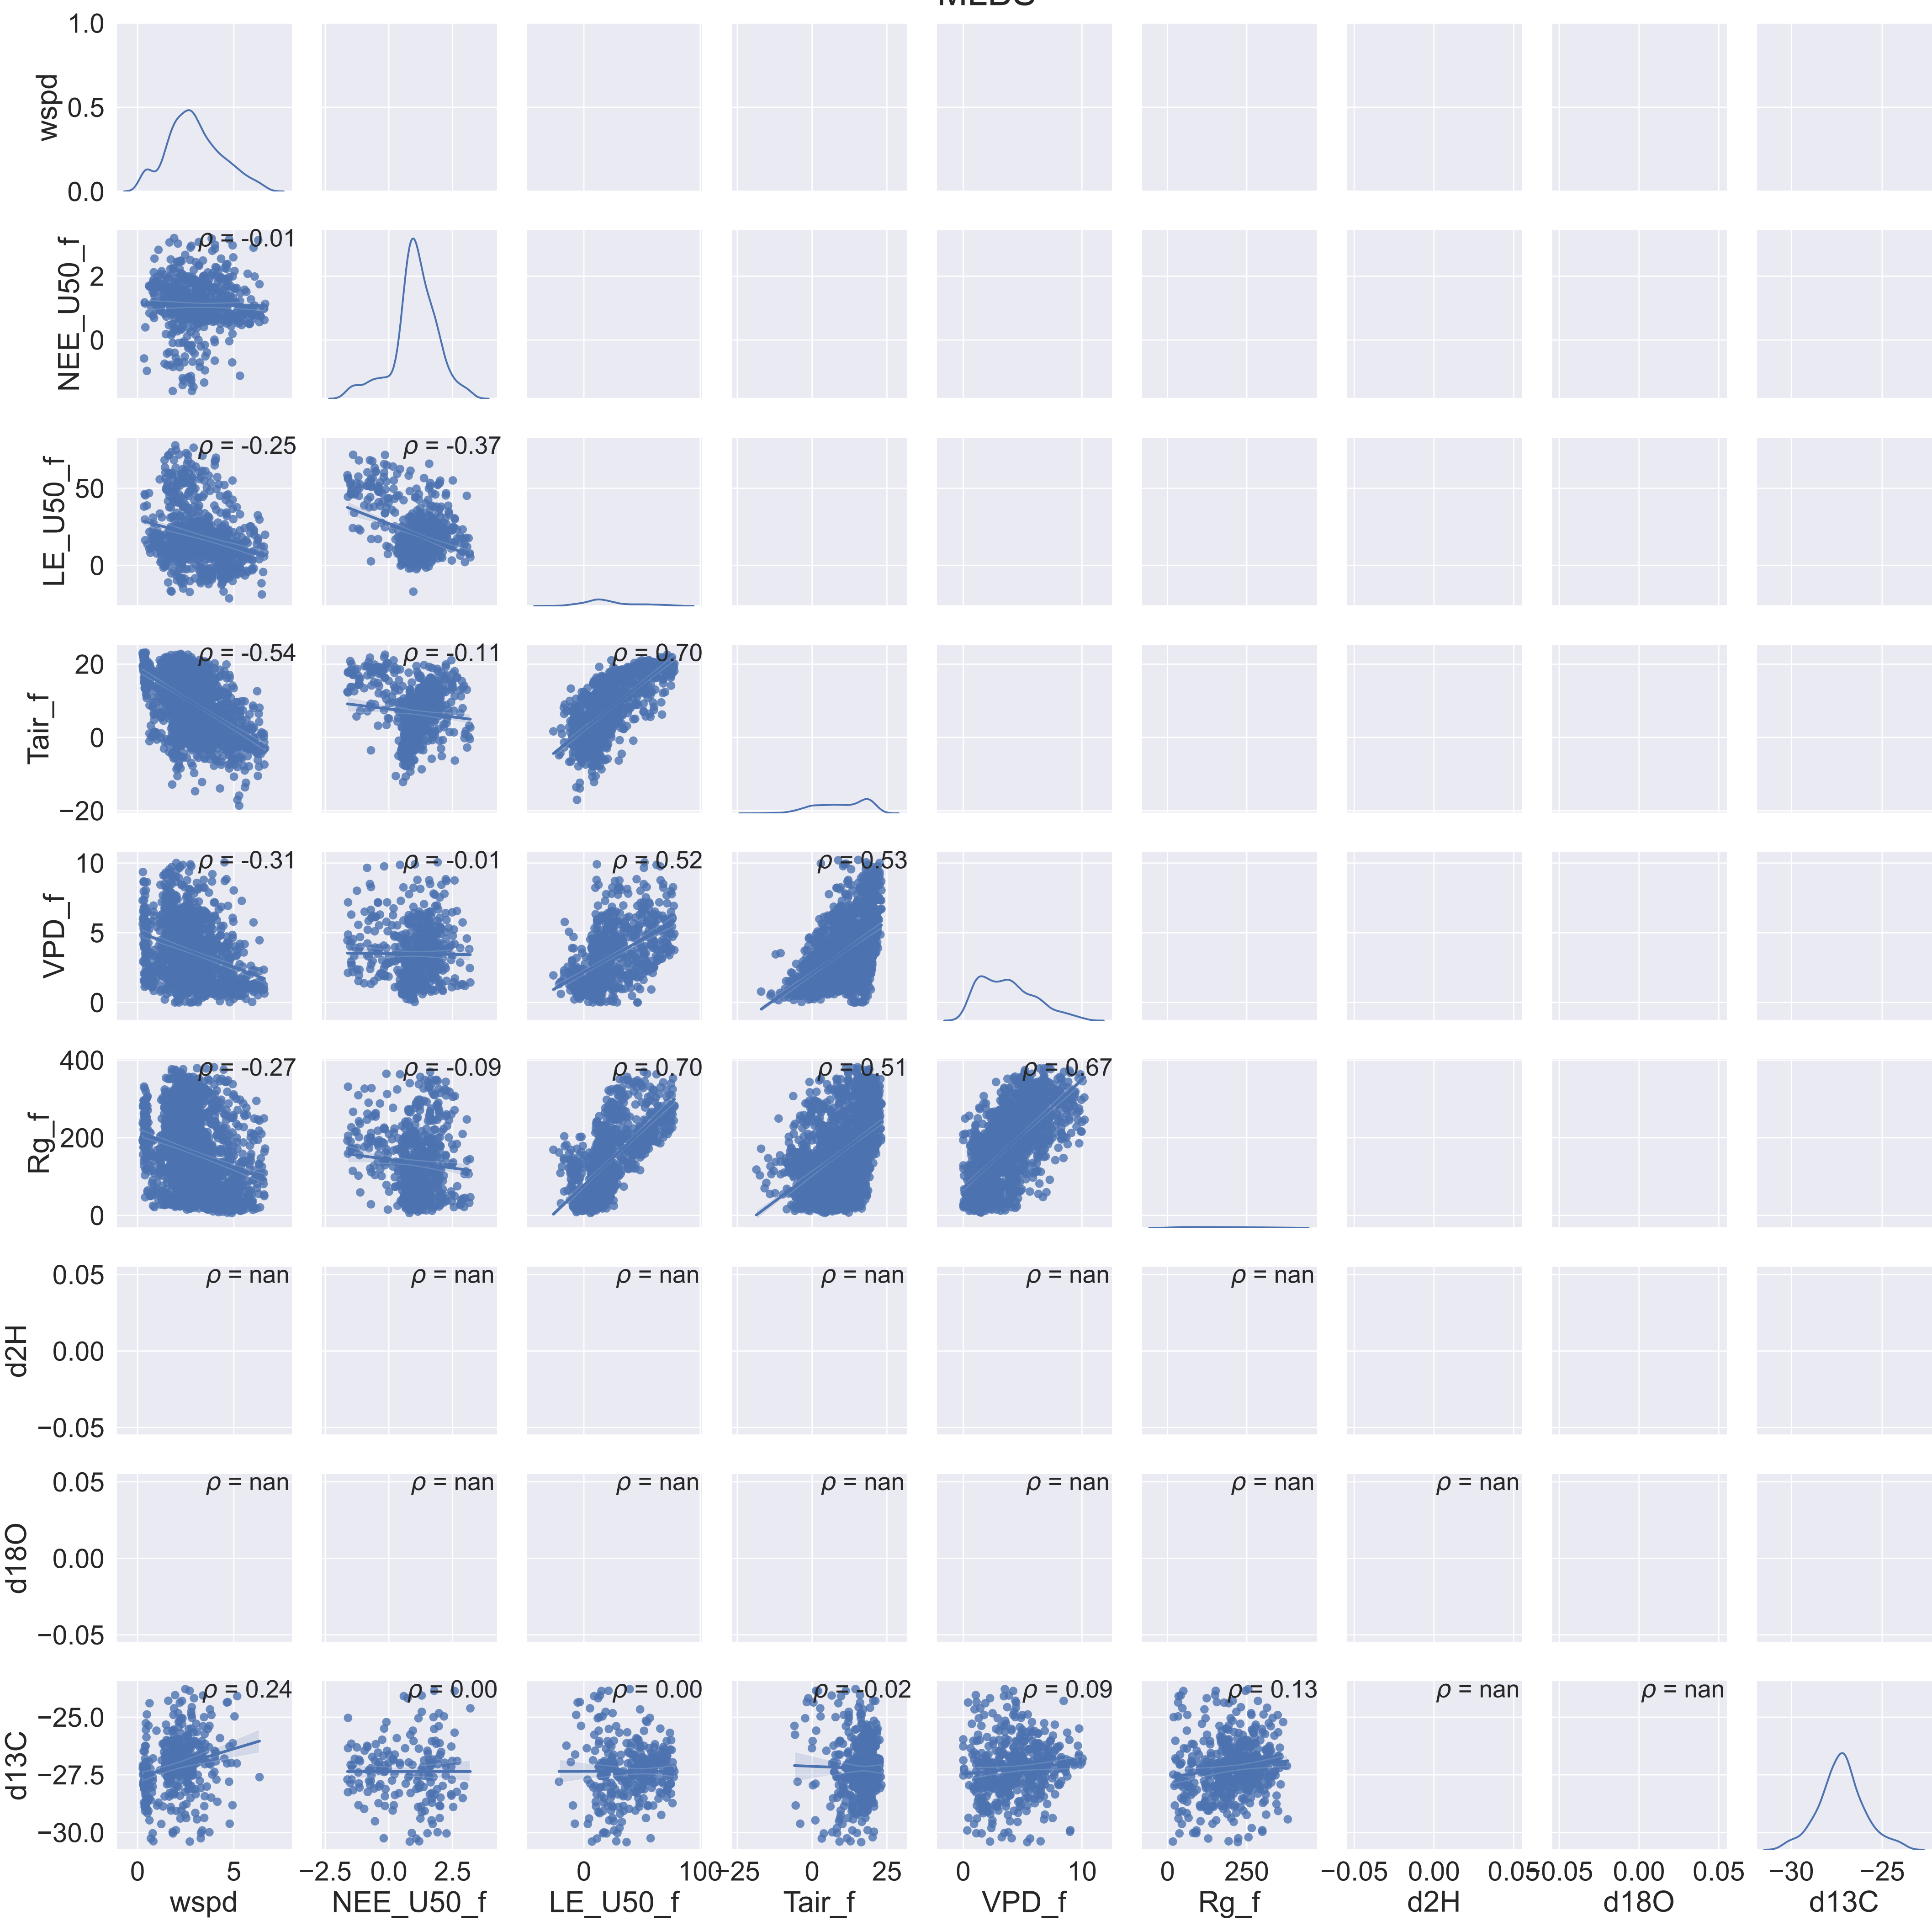 1.0
0.5
0.0
wspd
ρ = -0.01
2
0
NEE_U50_f
ρ = -0.25 ρ = -0.37
50
0
LE_U50_f
ρ = -0.54 ρ = -0.11 ρ = 0.70
20
0
−20
Tair_f
ρ = -0.31 ρ = -0.01 ρ = 0.52 ρ = 0.53
10
5
0
VPD_f
ρ = -0.27 ρ = -0.09 ρ = 0.70 ρ = 0.51 ρ = 0.67
400
200
0
Rg_f
ρ = nan ρ = nan ρ = nan ρ = nan ρ = nan ρ = nan
0.05
0.00
−0.05
d2H
ρ = nan ρ = nan ρ = nan ρ = nan ρ = nan ρ = nan ρ = nan
0.05
0.00
−0.05
d18O
ρ = 0.24 ρ = 0.00 ρ = 0.00 ρ = -0.02 ρ = 0.09 ρ = 0.13 ρ = nan ρ = nan
−25.0
−27.5
−30.0
d13C
0 5 −2.5 0.0 2.5 0 100 −25 0 25 0 10 0 250 −0.05 0.00 0.05 −0.05 0.00 0.05 −30 −25
wspd NEE_U50_f LE_U50_f Tair_f VPD_f Rg_f d2H d18O d13C